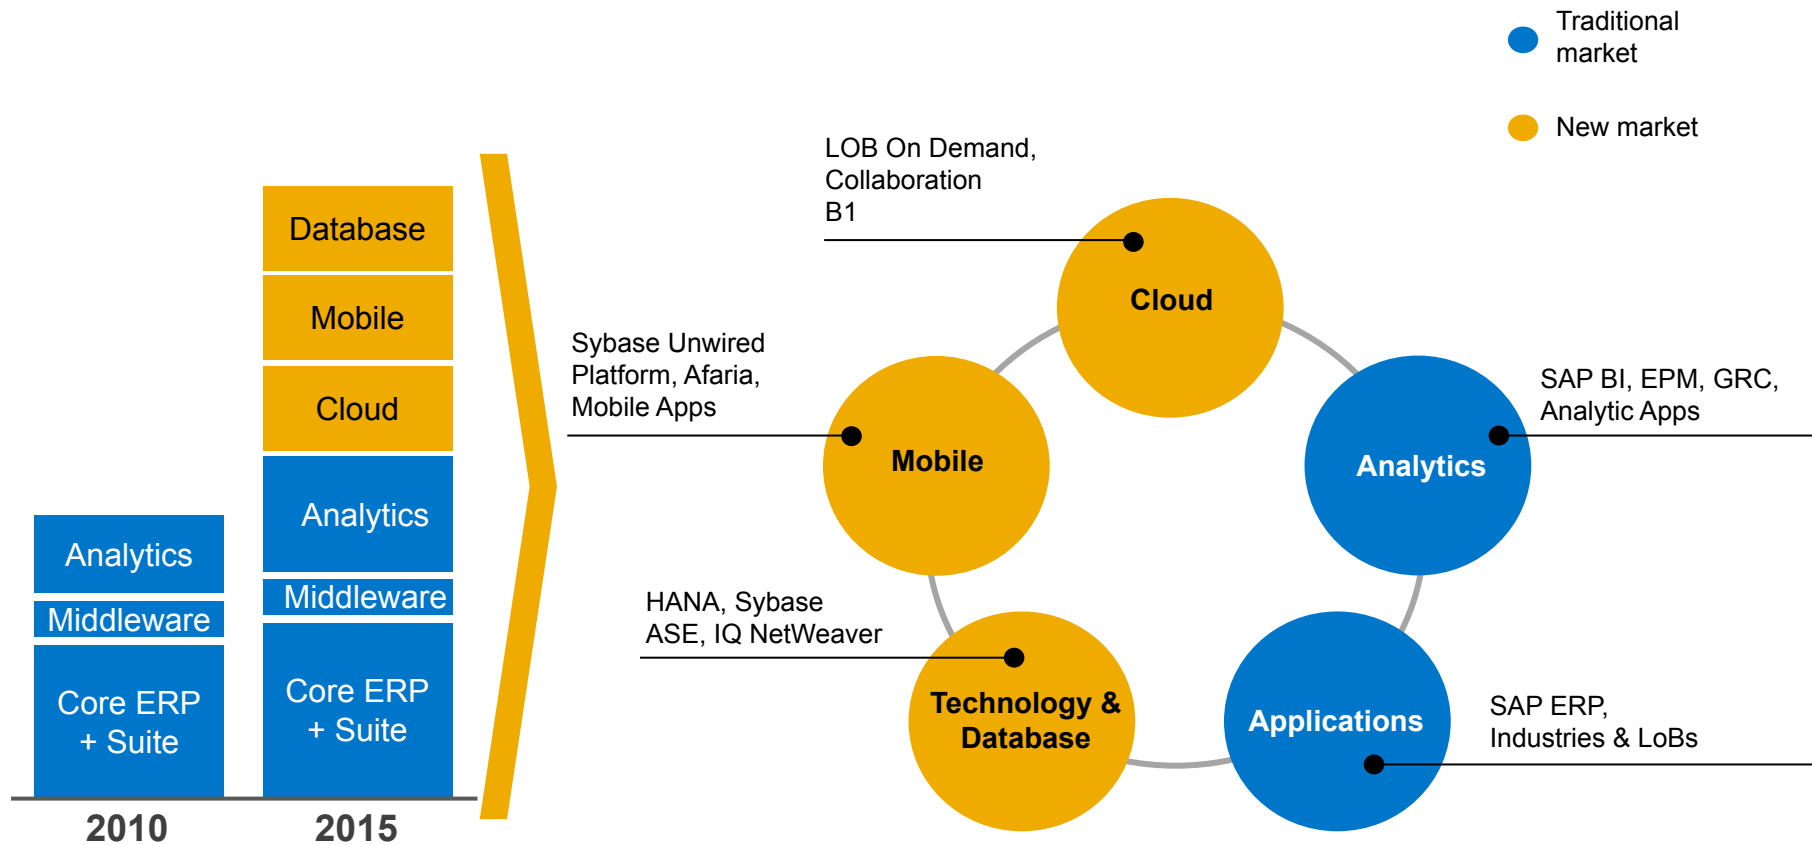 Traditional
market
New market
LOB On Demand,
Collaboration
B1
Database
Mobile
Cloud
Analytics
Middleware
Core ERP
+ Suite
Analytics
Middleware
Core ERP
+ Suite
2010
2015
Cloud
Sybase Unwired
Platform, Afaria,
Mobile Apps
Mobile
SAP BI, EPM, GRC,
Analytic Apps
Analytics
HANA, Sybase
ASE, IQ NetWeaver
Technology &
Database
Applications
SAP ERP,
Industries & LoBs